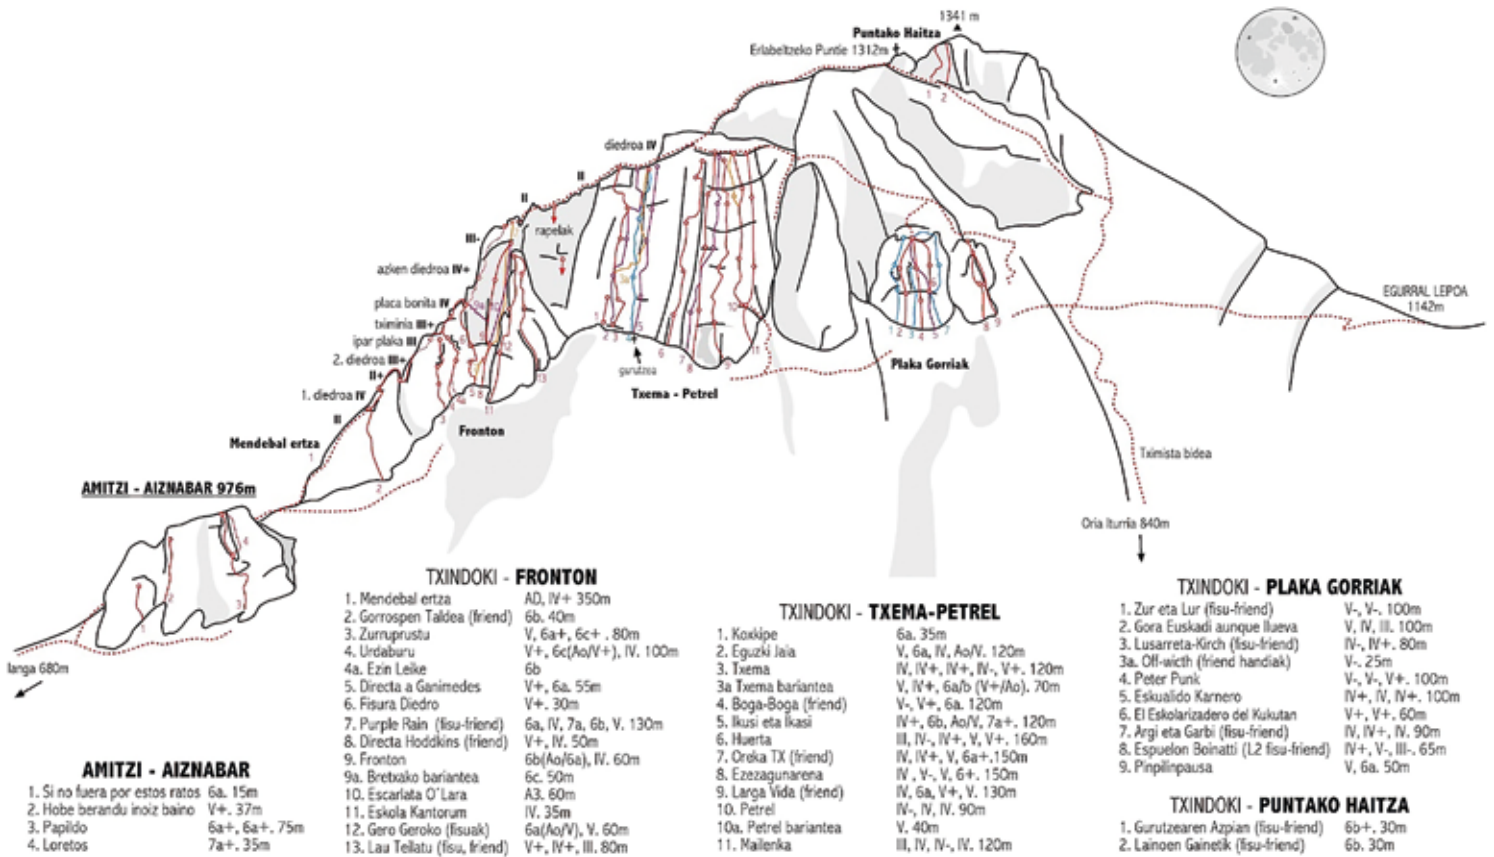 1341 m
Puntako Haitza
Erlabeltzeko Puntie 1312m
1 2
diedroa IV
II
II
rapelak
III-
azken diedroa IV+
placa bonita IV
tximinia III+
ipar plaka III
2. diedroa III+
II+
1. diedroa IV
II
Mendebal ertza
1
2
Fronton
gurutzea
Txema - Petrel
Plaka Gorriak
EGURRAL LEPOA
1142m
Tximista bidea
Oria Iturria 840m
AMITZI - AIZNABAR 976m
langa 680m
AMITZI - AIZNABAR
1. Si no fuera por estos ratos 6a. 15m
2. Hobe berandu inoiz baino V+. 37m
3. Papildo 6a+, 6a+. 75m
4. Loretos 7a+. 35m
TXINDOKI - FRONTON
1. Mendebal ertza AD, IV+ 350m
2. Gorrospen Taldea (friend) 6b. 40m
3. Zurruprustu V, 6a+, 6c+ . 80m
4. Urdaburu V+, 6c(Ao/V+), IV. 100m
4a. Ezin Leike 6b
5. Directa a Ganimedes V+, 6a. 55m
6. Fisura Diedro V+. 30m
7. Purple Rain (fisu-friend) 6a, IV, 7a, 6b, V. 130m
8. Directa Hoddkins (friend) V+, IV. 50m
9. Fronton 6b(Ao/6a), IV. 60m
9a. Bretxako bariantea 6c. 50m
10. Escarlata O´Lara A3. 60m
11. Eskola Kantorum IV. 35m
12. Gero Geroko (fisuak) 6a(Ao/V), V. 60m
13. Lau Teilatu (fisu, friend) V+, IV+, III. 80m
TXINDOKI - TXEMA-PETREL
1. Koxkipe 6a. 35m
2. Eguzki Jaia V, 6a, IV, Ao/V. 120m
3. Txema IV, IV+, IV+, IV-, V+. 120m
3a Txema bariantea V, IV+, 6a/b (V+/Ao). 70m
4. Boga-Boga (friend) V-, V+, 6a. 120m
5. Ikusi eta Ikasi IV+, 6b, Ao/V, 7a+. 120m
6. Huerta III, IV-, IV+, V, V+. 160m
7. Oreka TX (friend) IV, IV+, V, 6a+.150m
8. Ezezagunarena IV , V-, V, 6+. 150m
9. Larga Vida (friend) IV, 6a, V+, V. 130m
10. Petrel IV-, IV, IV. 90m
10a. Petrel bariantea V. 40m
11. Mailenka III, IV, IV-, IV. 120m
TXINDOKI - PLAKA GORRIAK
1. Zur eta Lur (fisu-friend) V-, V-. 100m
2. Gora Euskadi aunque llueva V, IV, III. 100m
3. Lusarreta-Kirch (fisu-friend) IV-, IV+. 80m
3a. Off-wicth (friend handiak) V-. 25m
4. Peter Punk V-, V-, V+. 100m
5. Eskualido Karnero IV+, IV, IV+. 100m
6. El Eskolarizadero del Kukutan V+, V+. 60m
7. Argi eta Garbi (fisu-friend) IV, IV+, IV. 90m
8. Espuelon Boinatti (L2 fisu-friend) IV+, V-, III-. 65m
9. Pinpilinpausa V, 6a. 50m
TXINDOKI - PUNTAKO HAITZA
1. Gurutzearen Azpian (fisu-friend) 6b+. 30m
2. Lainoen Gainetik (fisu-friend) 6b. 30m